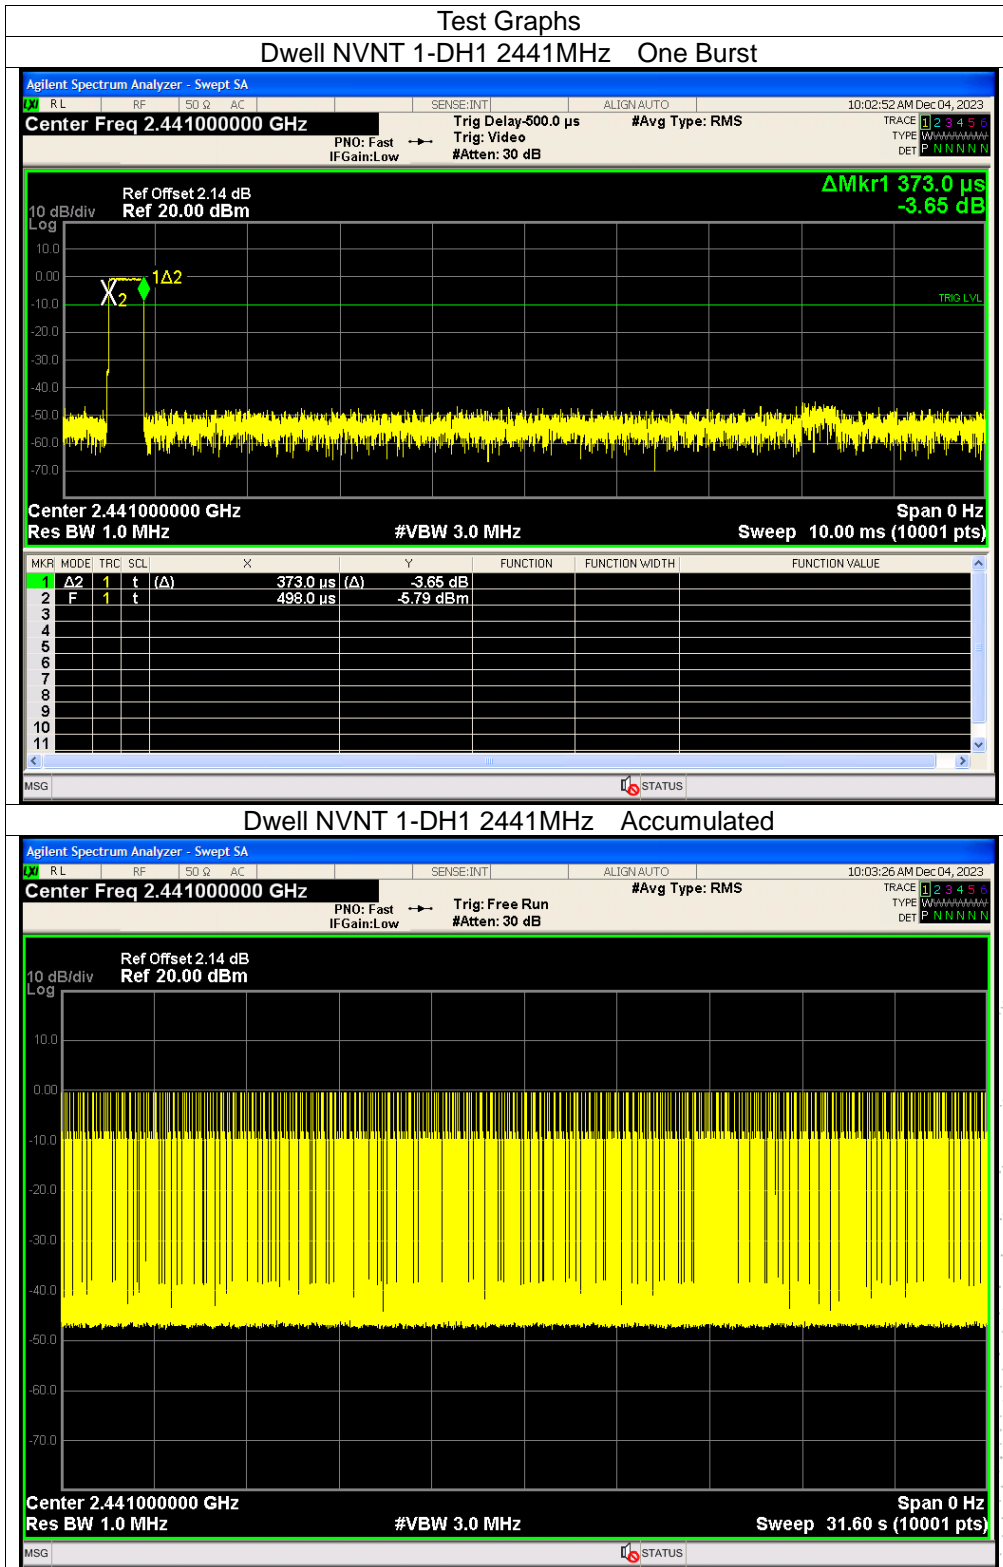 Test Graphs
Dwell NVNT 1-DH1 2441MHz One Burst
Agilent Spectrum Analyzer - Swept SA
LXI RL RF 50 Ω AC SENSE:INT ALIGN AUTO 10:02:52 AM Dec 04, 2023
Center Freq 2.441000000 GHz Trig Delay-500.0 µs #Avg Type: RMS TRACE 1 2 3 4 5 6
PNO: Fast Trig: Video TYPE WWWWWW
IFGain:Low #Atten: 30 dB DET P N N N N N
ΔMkr1 373.0 µs
-3.65 dB
Ref Offset 2.14 dB
10 dB/div Ref 20.00 dBm
Log
10.0
0.00
1Δ2
X2
-10.0
TRIG LVL
-20.0
-30.0
-40.0
-50.0
-60.0
-70.0
Center 2.441000000 GHz Span 0 Hz
Res BW 1.0 MHz #VBW 3.0 MHz Sweep 10.00 ms (10001 pts)
MKR MODE TRC SCL X Y FUNCTION FUNCTION WIDTH FUNCTION VALUE
1 Δ2 1 t (Δ) 373.0 µs (Δ) -3.65 dB
2 F 1 t 498.0 µs -5.79 dBm
3
4
5
6
7
8
9
10
11
MSG STATUS
Dwell NVNT 1-DH1 2441MHz Accumulated
Agilent Spectrum Analyzer - Swept SA
LXI RL RF 50 Ω AC SENSE:INT ALIGN AUTO 10:03:26 AM Dec 04, 2023
Center Freq 2.441000000 GHz #Avg Type: RMS TRACE 1 2 3 4 5 6
PNO: Fast Trig: Free Run TYPE WWWWWW
IFGain:Low #Atten: 30 dB DET P N N N N N
Ref Offset 2.14 dB
10 dB/div Ref 20.00 dBm
Log
10.0
0.00
-10.0
-20.0
-30.0
-40.0
-50.0
-60.0
-70.0
Center 2.441000000 GHz Span 0 Hz
Res BW 1.0 MHz #VBW 3.0 MHz Sweep 31.60 s (10001 pts)
MSG STATUS